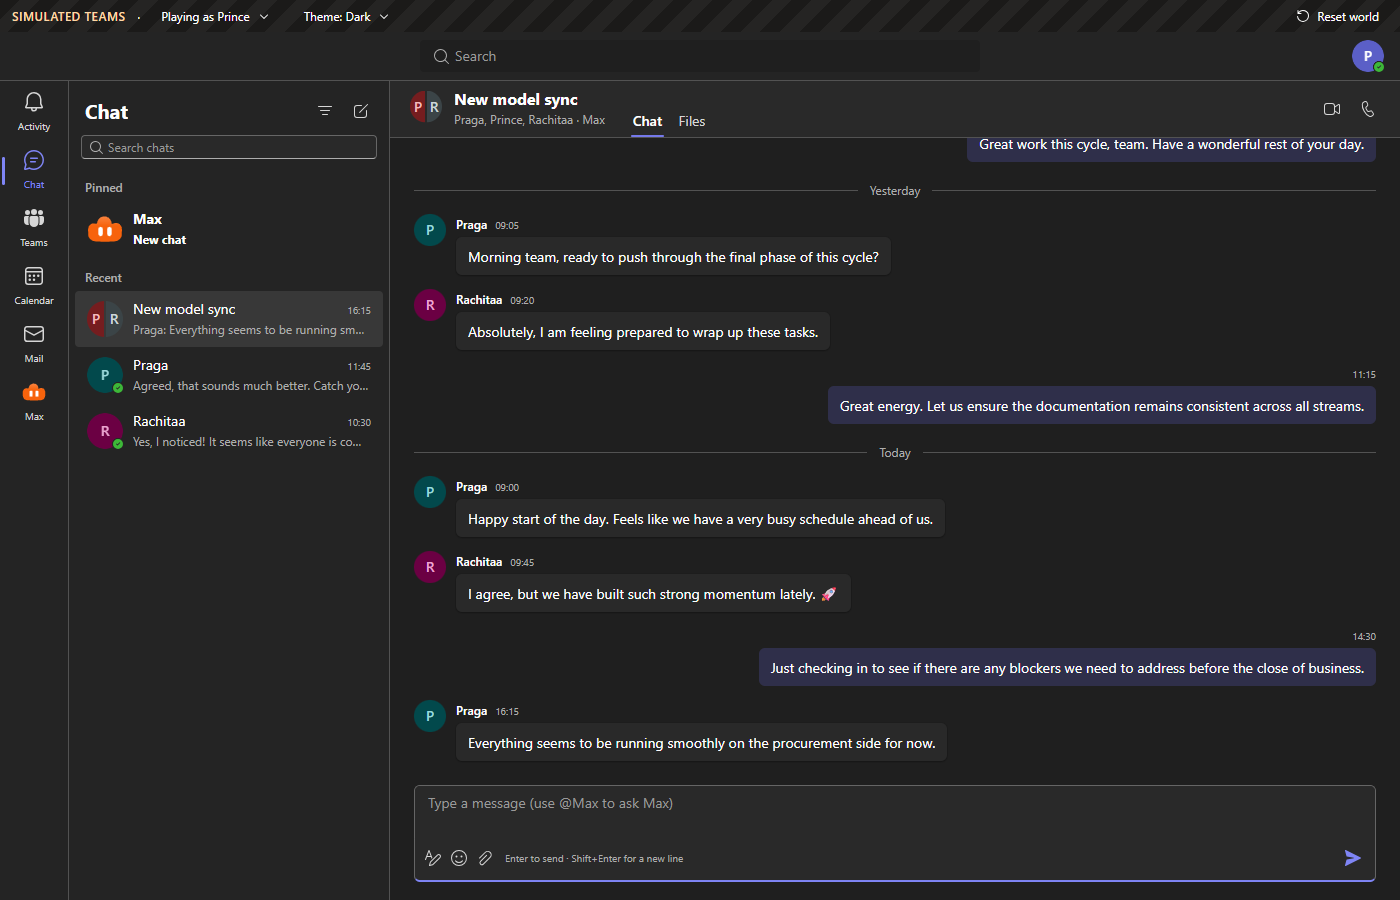 SIMULATED TEAMS · Playing as Prince Theme: Dark Reset world
Search
P
Activity
Chat
Teams
Calendar
Mail
Max
Chat
Search chats
Pinned
Max
New chat
Recent
P R
New model sync 16:15
Praga: Everything seems to be running sm...
P
Praga 11:45
Agreed, that sounds much better. Catch yo...
R
Rachitaa 10:30
Yes, I noticed! It seems like everyone is co...
P R
New model sync
Praga, Prince, Rachitaa · Max
Chat Files
Great work this cycle, team. Have a wonderful rest of your day.
Yesterday
P
Praga 09:05
Morning team, ready to push through the final phase of this cycle?
R
Rachitaa 09:20
Absolutely, I am feeling prepared to wrap up these tasks.
11:15
Great energy. Let us ensure the documentation remains consistent across all streams.
Today
P
Praga 09:00
Happy start of the day. Feels like we have a very busy schedule ahead of us.
R
Rachitaa 09:45
I agree, but we have built such strong momentum lately. 🚀
14:30
Just checking in to see if there are any blockers we need to address before the close of business.
P
Praga 16:15
Everything seems to be running smoothly on the procurement side for now.
Type a message (use @Max to ask Max)
Enter to send · Shift+Enter for a new line